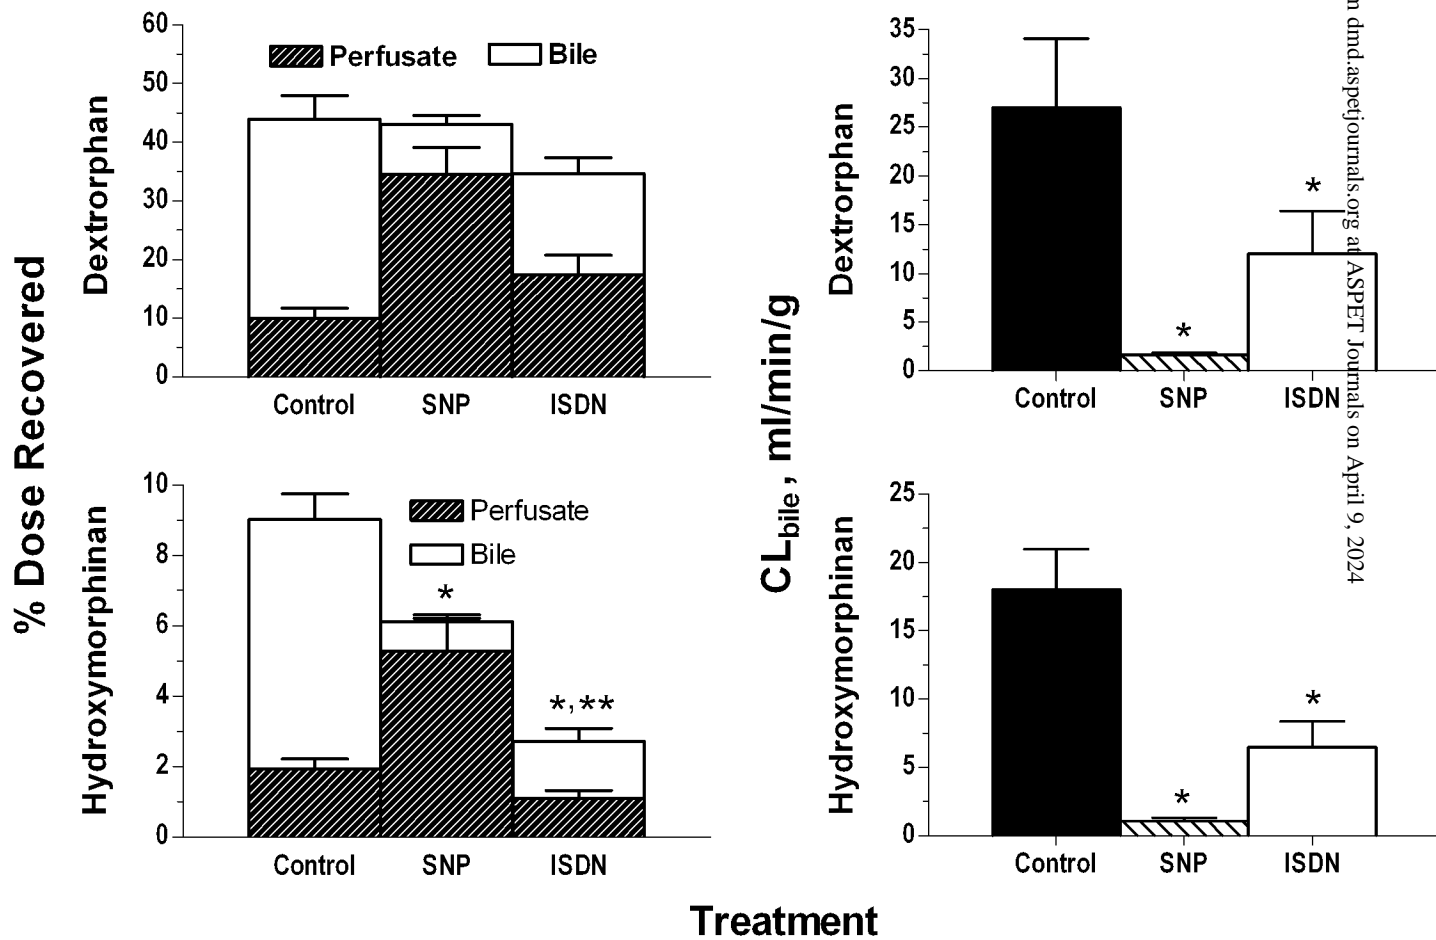 % Dose Recovered
Dextrorphan
60
50
40
30
20
10
0
Perfusate
Bile
Control
SNP
ISDN
Hydroxymorphinan
10
8
6
4
2
0
Perfusate
Bile
*
*,**
Control
SNP
ISDN
CLbile, ml/min/g
Dextrorphan
35
30
25
20
15
10
5
0
*
*
Control
SNP
ISDN
Hydroxymorphinan
25
20
15
10
5
0
*
*
Control
SNP
ISDN
Treatment
m dmd.aspetjournals.org at ASPET Journals on April 9, 2024